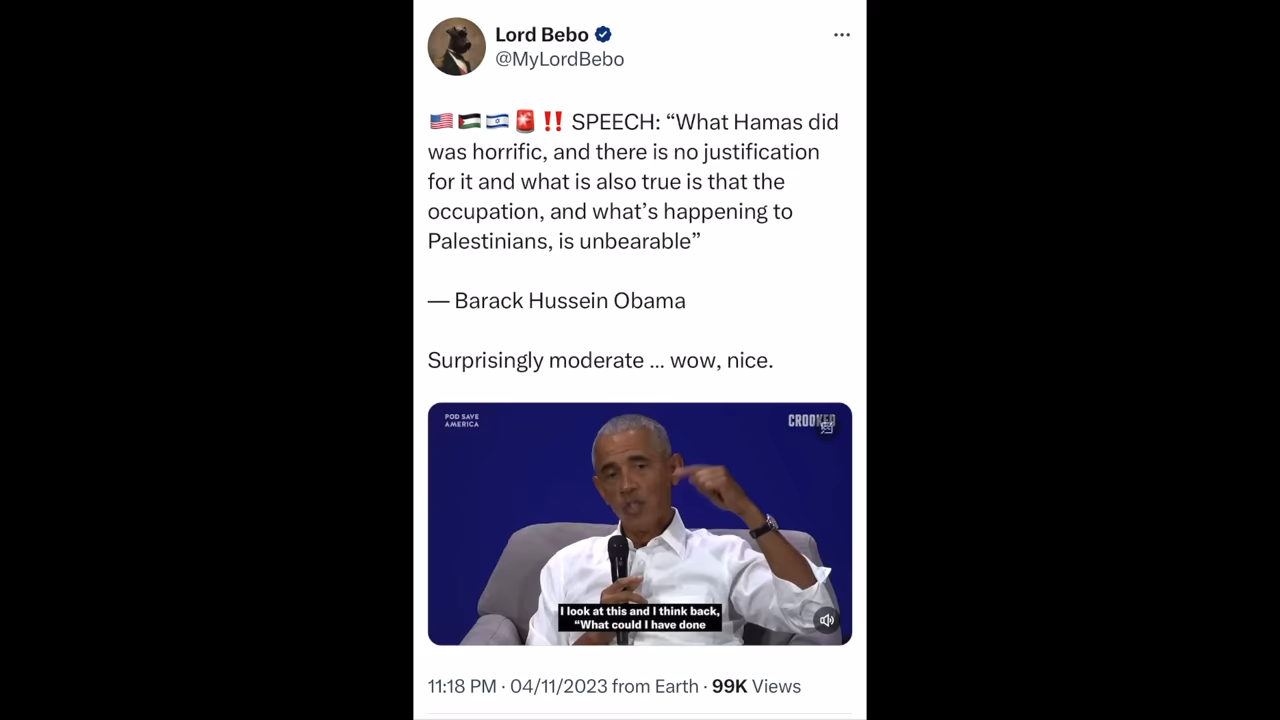 Lord Bebo
@MyLordBebo
🇺🇸🇵🇸🇮🇱🚨‼️ SPEECH: “What Hamas did
was horrific, and there is no justification
for it and what is also true is that the
occupation, and what’s happening to
Palestinians, is unbearable”
— Barack Hussein Obama
Surprisingly moderate ... wow, nice.
POD SAVE
AMERICA
CROOKED
I look at this and I think back,
“What could I have done
11:18 PM · 04/11/2023 from Earth · 99K Views